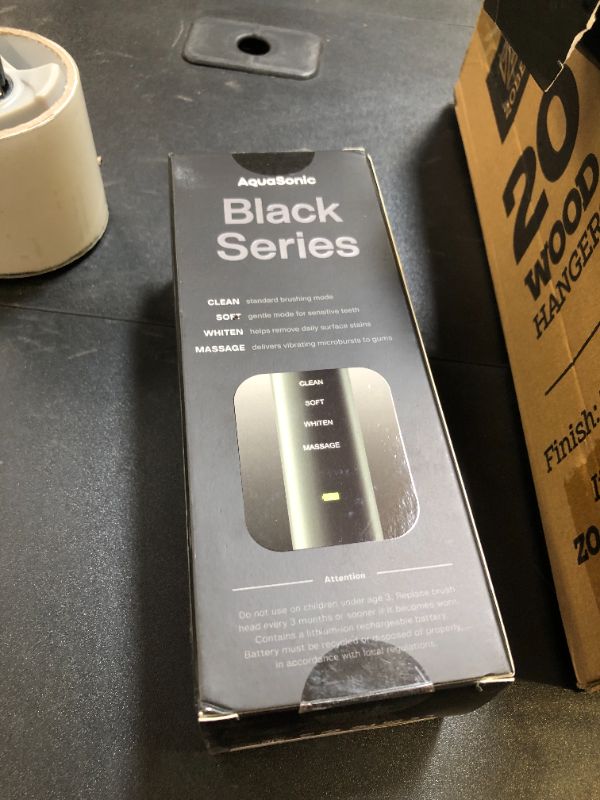 AquaSonic
Black
Series
CLEAN standard brushing mode
SOFT gentle mode for sensitive teeth
WHITEN helps remove daily surface stains
MASSAGE delivers vibrating microbursts to gums
CLEAN
SOFT
WHITEN
MASSAGE
Attention
Do not use on children under age 3. Replace brush
head every 3 months or sooner if it becomes worn.
Contains a lithium-ion rechargeable battery.
Battery must be recycled or disposed of properly,
in accordance with local regulations.
20
WOOD
HANGER
Finish:
ZO